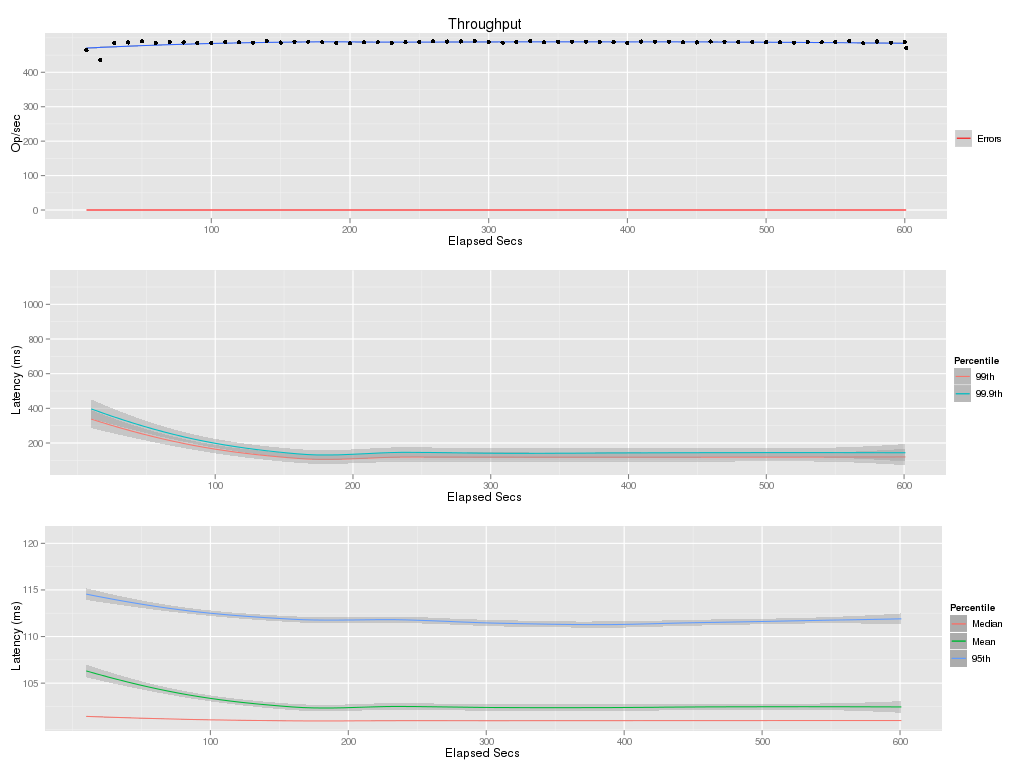 Throughput
Op/sec
400
300
200
100
0
100 200 300 400 500 600
Elapsed Secs
Errors
Latency (ms)
1000
800
600
400
200
100 200 300 400 500 600
Elapsed Secs
Percentile
99th
99.9th
Latency (ms)
120
115
110
105
100 200 300 400 500 600
Elapsed Secs
Percentile
Median
Mean
95th